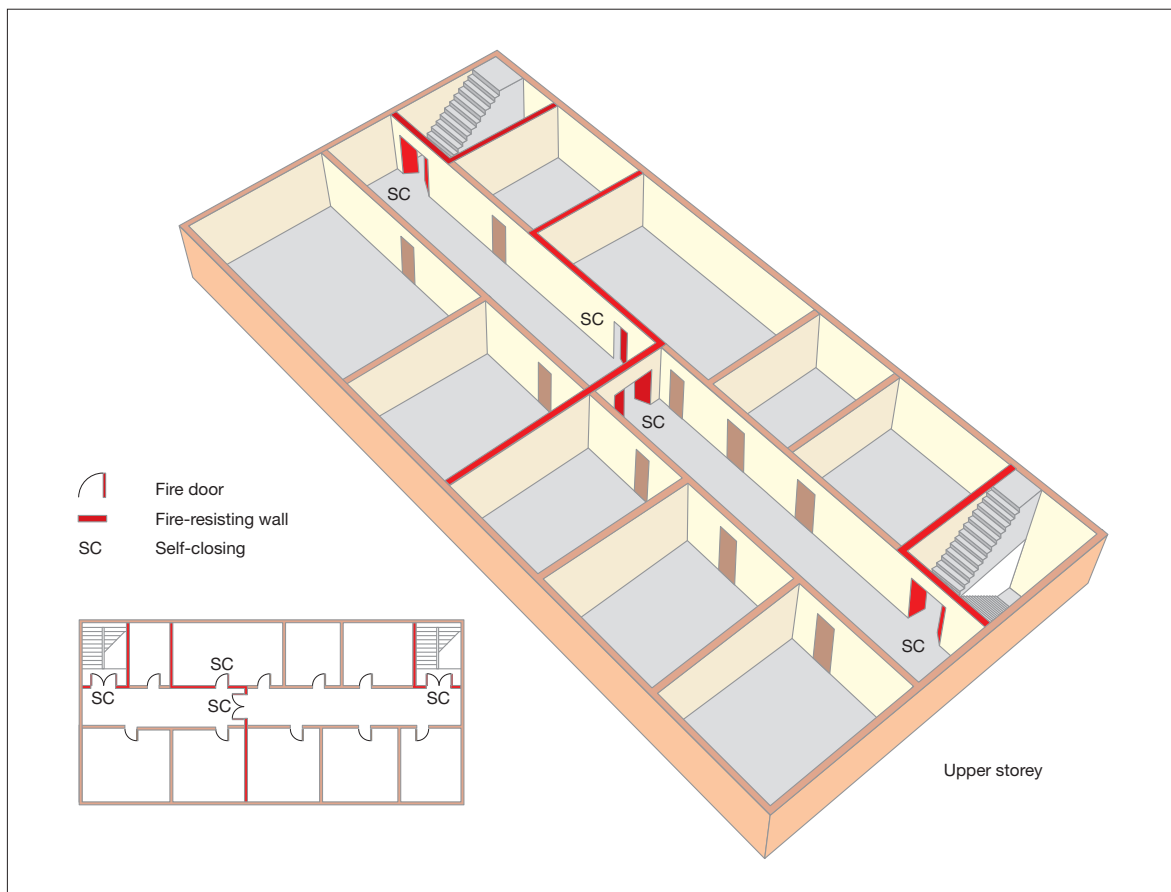 SC
SC
SC
SC
Fire door
Fire-resisting wall
SC Self-closing
SC
SC
SC
SC
Upper storey